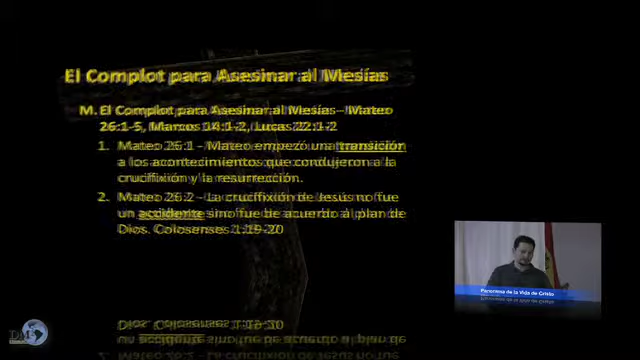 El Complot para Asesinar al Mesías
M. El Complot para Asesinar al Mesías – Mateo
26:1-5, Marcos 14:1-2, Lucas 22:1-2
1. Mateo 26:1 - Mateo empezó una transición
a los acontecimientos que condujeron a la
crucifixión y la resurrección.
2. Mateo 26:2 - La crucifixión de Jesús no fue
un accidente sino fue de acuerdo al plan de
Dios. Colosenses 1:19-20
Panorama de la Vida de Cristo